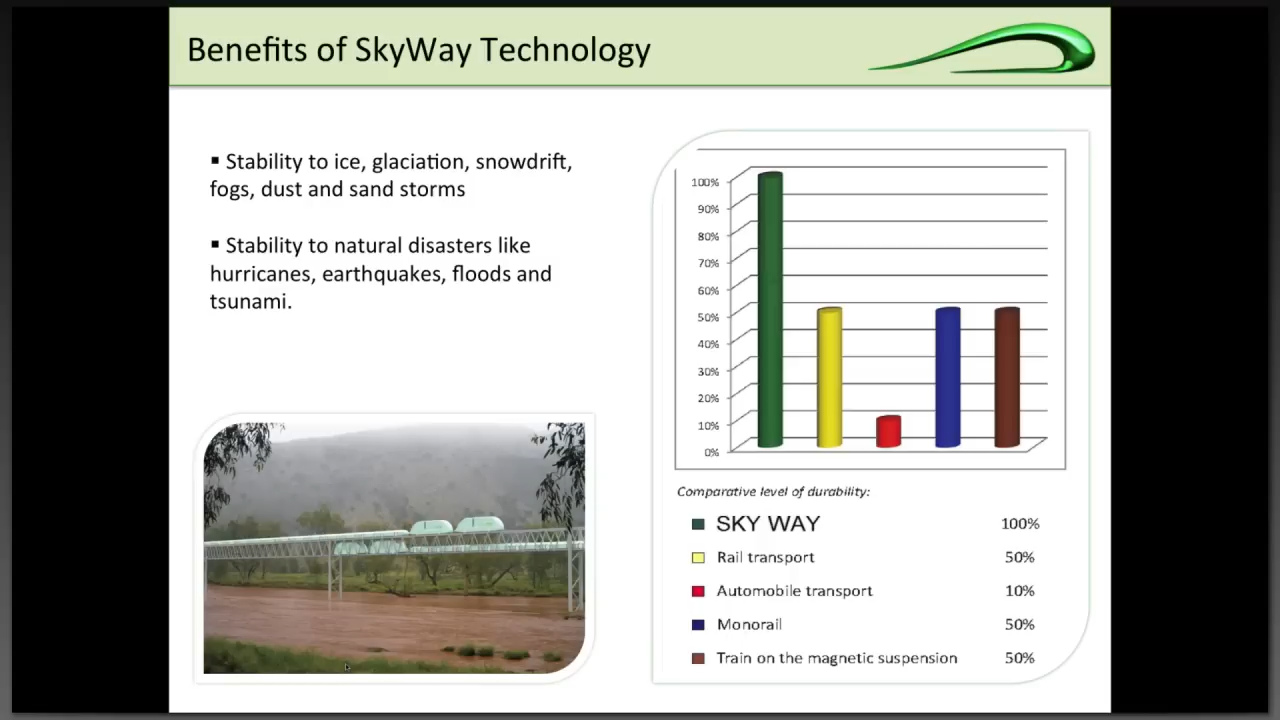 Benefits of SkyWay Technology
▪ Stability to ice, glaciation, snowdrift,
fogs, dust and sand storms
▪ Stability to natural disasters like
hurricanes, earthquakes, floods and
tsunami.
100%
90%
80%
70%
60%
50%
40%
30%
20%
10%
0%
Comparative level of durability:
SKY WAY 100%
Rail transport 50%
Automobile transport 10%
Monorail 50%
Train on the magnetic suspension 50%